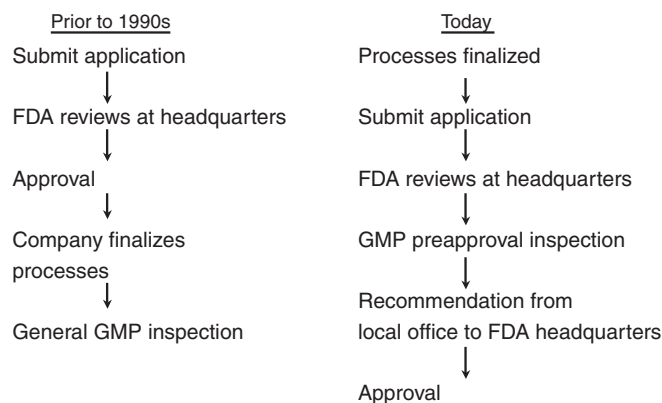 Prior to 1990s
Submit application
FDA reviews at headquarters
Approval
Company finalizes
processes
General GMP inspection
Today
Processes finalized
Submit application
FDA reviews at headquarters
GMP preapproval inspection
Recommendation from
local office to FDA headquarters
Approval